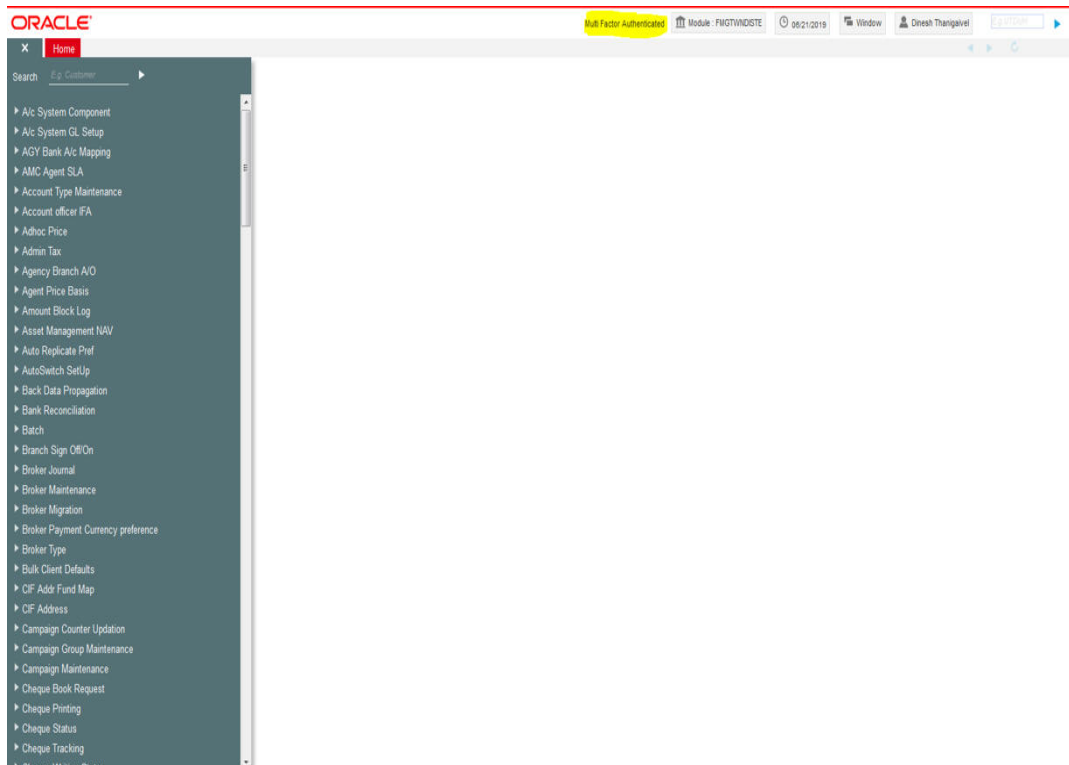 ORACLE
Multi Factor Authenticated Module : FMGTWNDISTE 06/21/2019 Window Dinesh Thanigaivel
X Home
Search E.g. Customer
A/c System Component
A/c System GL Setup
AGY Bank A/c Mapping
AMC Agent SLA
Account Type Maintenance
Account officer IFA
Adhoc Price
Admin Tax
Agency Branch A/O
Agent Price Basis
Amount Block Log
Asset Management NAV
Auto Replicate Pref
AutoSwitch SetUp
Back Data Propagation
Bank Reconciliation
Batch
Branch Sign Off/On
Broker Journal
Broker Maintenance
Broker Migration
Broker Payment Currency preference
Broker Type
Bulk Client Defaults
CIF Addr Fund Map
CIF Address
Campaign Counter Updation
Campaign Group Maintenance
Campaign Maintenance
Cheque Book Request
Cheque Printing
Cheque Status
Cheque Tracking